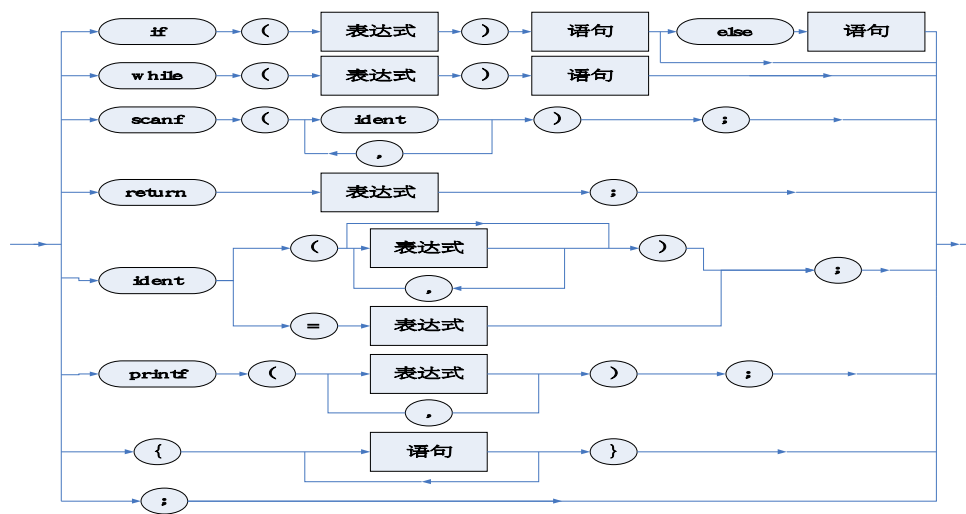 if ( 表达式 ) 语句 else 语句
while ( 表达式 ) 语句
scanf ( ident ) ;
,
return 表达式 ;
ident ( 表达式 ) ;
,
= 表达式
printf ( 表达式 ) ;
,
{ 语句 }
;